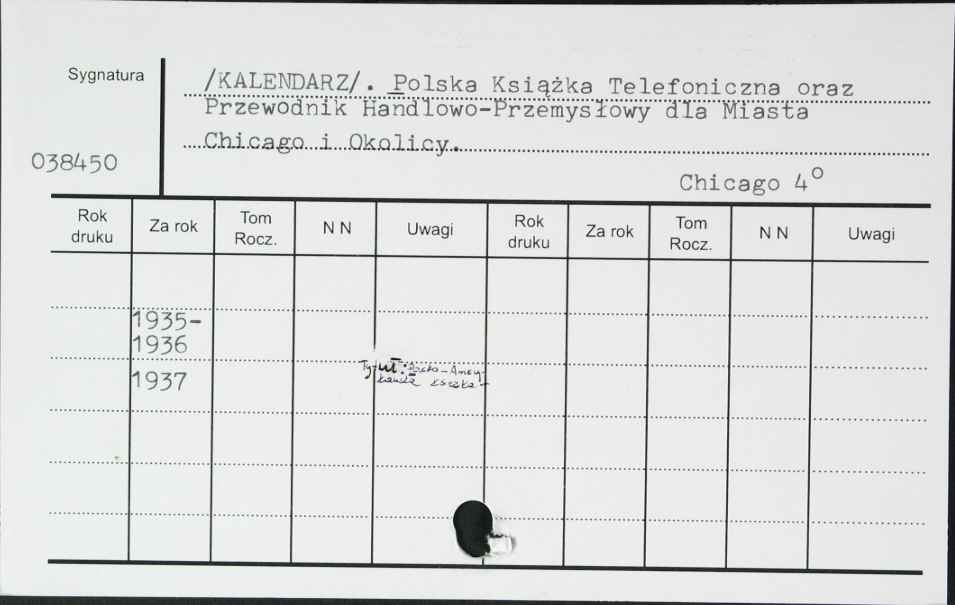 Sygnatura
/KALENDARZ/. Polska Książka Telefoniczna oraz
Przewodnik Handlowo-Przemysłowy dla Miasta
Chicago i Okolicy.
038450
Chicago 4º
Rok druku Za rok Tom Rocz. N N Uwagi Rok druku Za rok Tom Rocz. N N Uwagi
1935-
1936
1937
Tytuł: